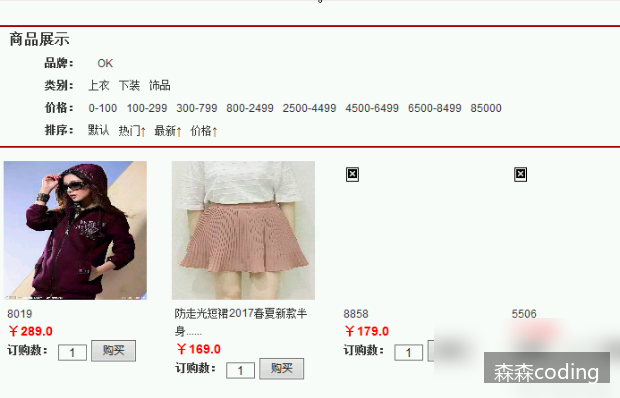 商品展示
品牌： OK
类别： 上衣 下装 饰品
价格： 0-100 100-299 300-799 800-2499 2500-4499 4500-6499 6500-8499 85000
排序： 默认 热门↑ 最新↑ 价格↑
8019
￥289.0
订购数： 1 购买
防走光短裙2017春夏新款半
身......
￥169.0
订购数： 1 购买
8858
￥179.0
订购数： 1
5506
森森coding